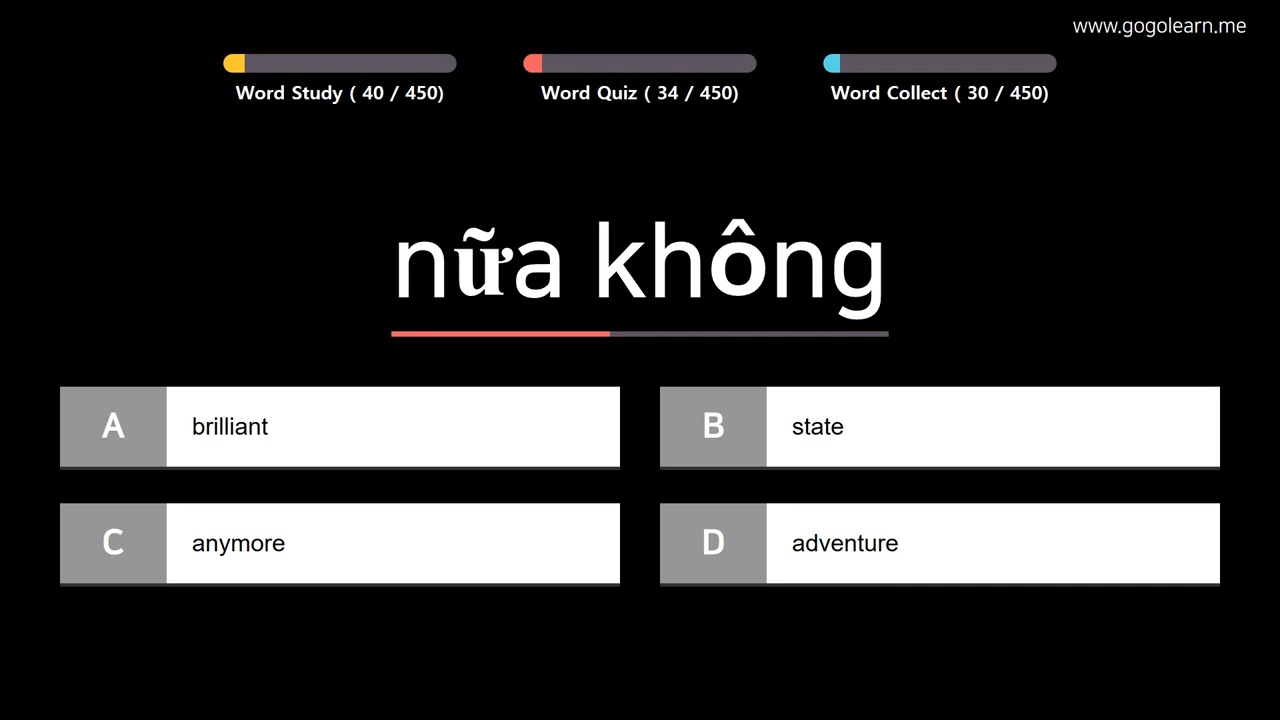 www.gogolearn.me
Word Study ( 40 / 450)
Word Quiz ( 34 / 450)
Word Collect ( 30 / 450)
nữa không
A brilliant
B state
C anymore
D adventure